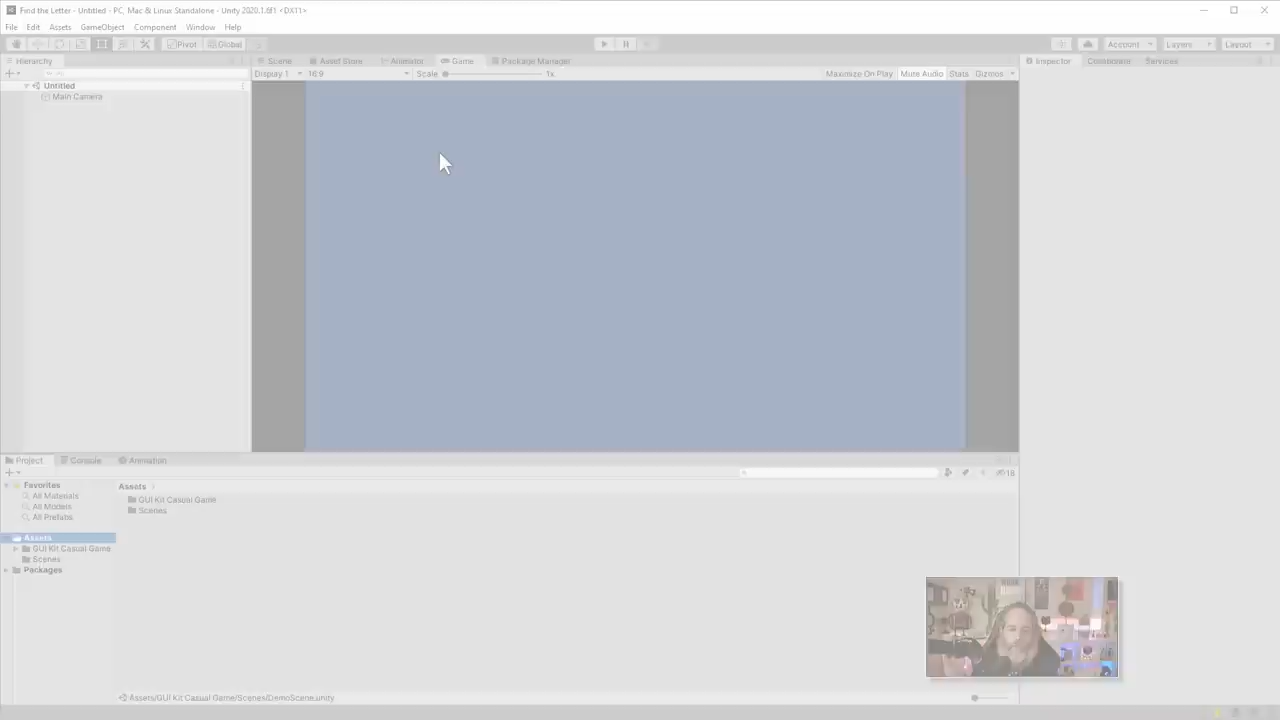 Find the Letter - Untitled - PC, Mac & Linux Standalone - Unity 2020.1.6f1 <DX11>
File Edit Assets GameObject Component Window Help
Pivot Global Account Layers Layout
Hierarchy Scene Asset Store Animator Game Package Manager Inspector Collaborate Services
Display 1 16:9 Scale 1x Maximize On Play Mute Audio Stats Gizmos
Untitled
Main Camera
Project Console Animation
18
Favorites
All Materials
All Models
All Prefabs
Assets
GUI Kit Casual Game
Scenes
Packages
Assets
GUI Kit Casual Game
Scenes
Assets/GUI Kit Casual Game/Scenes/DemoScene.unity